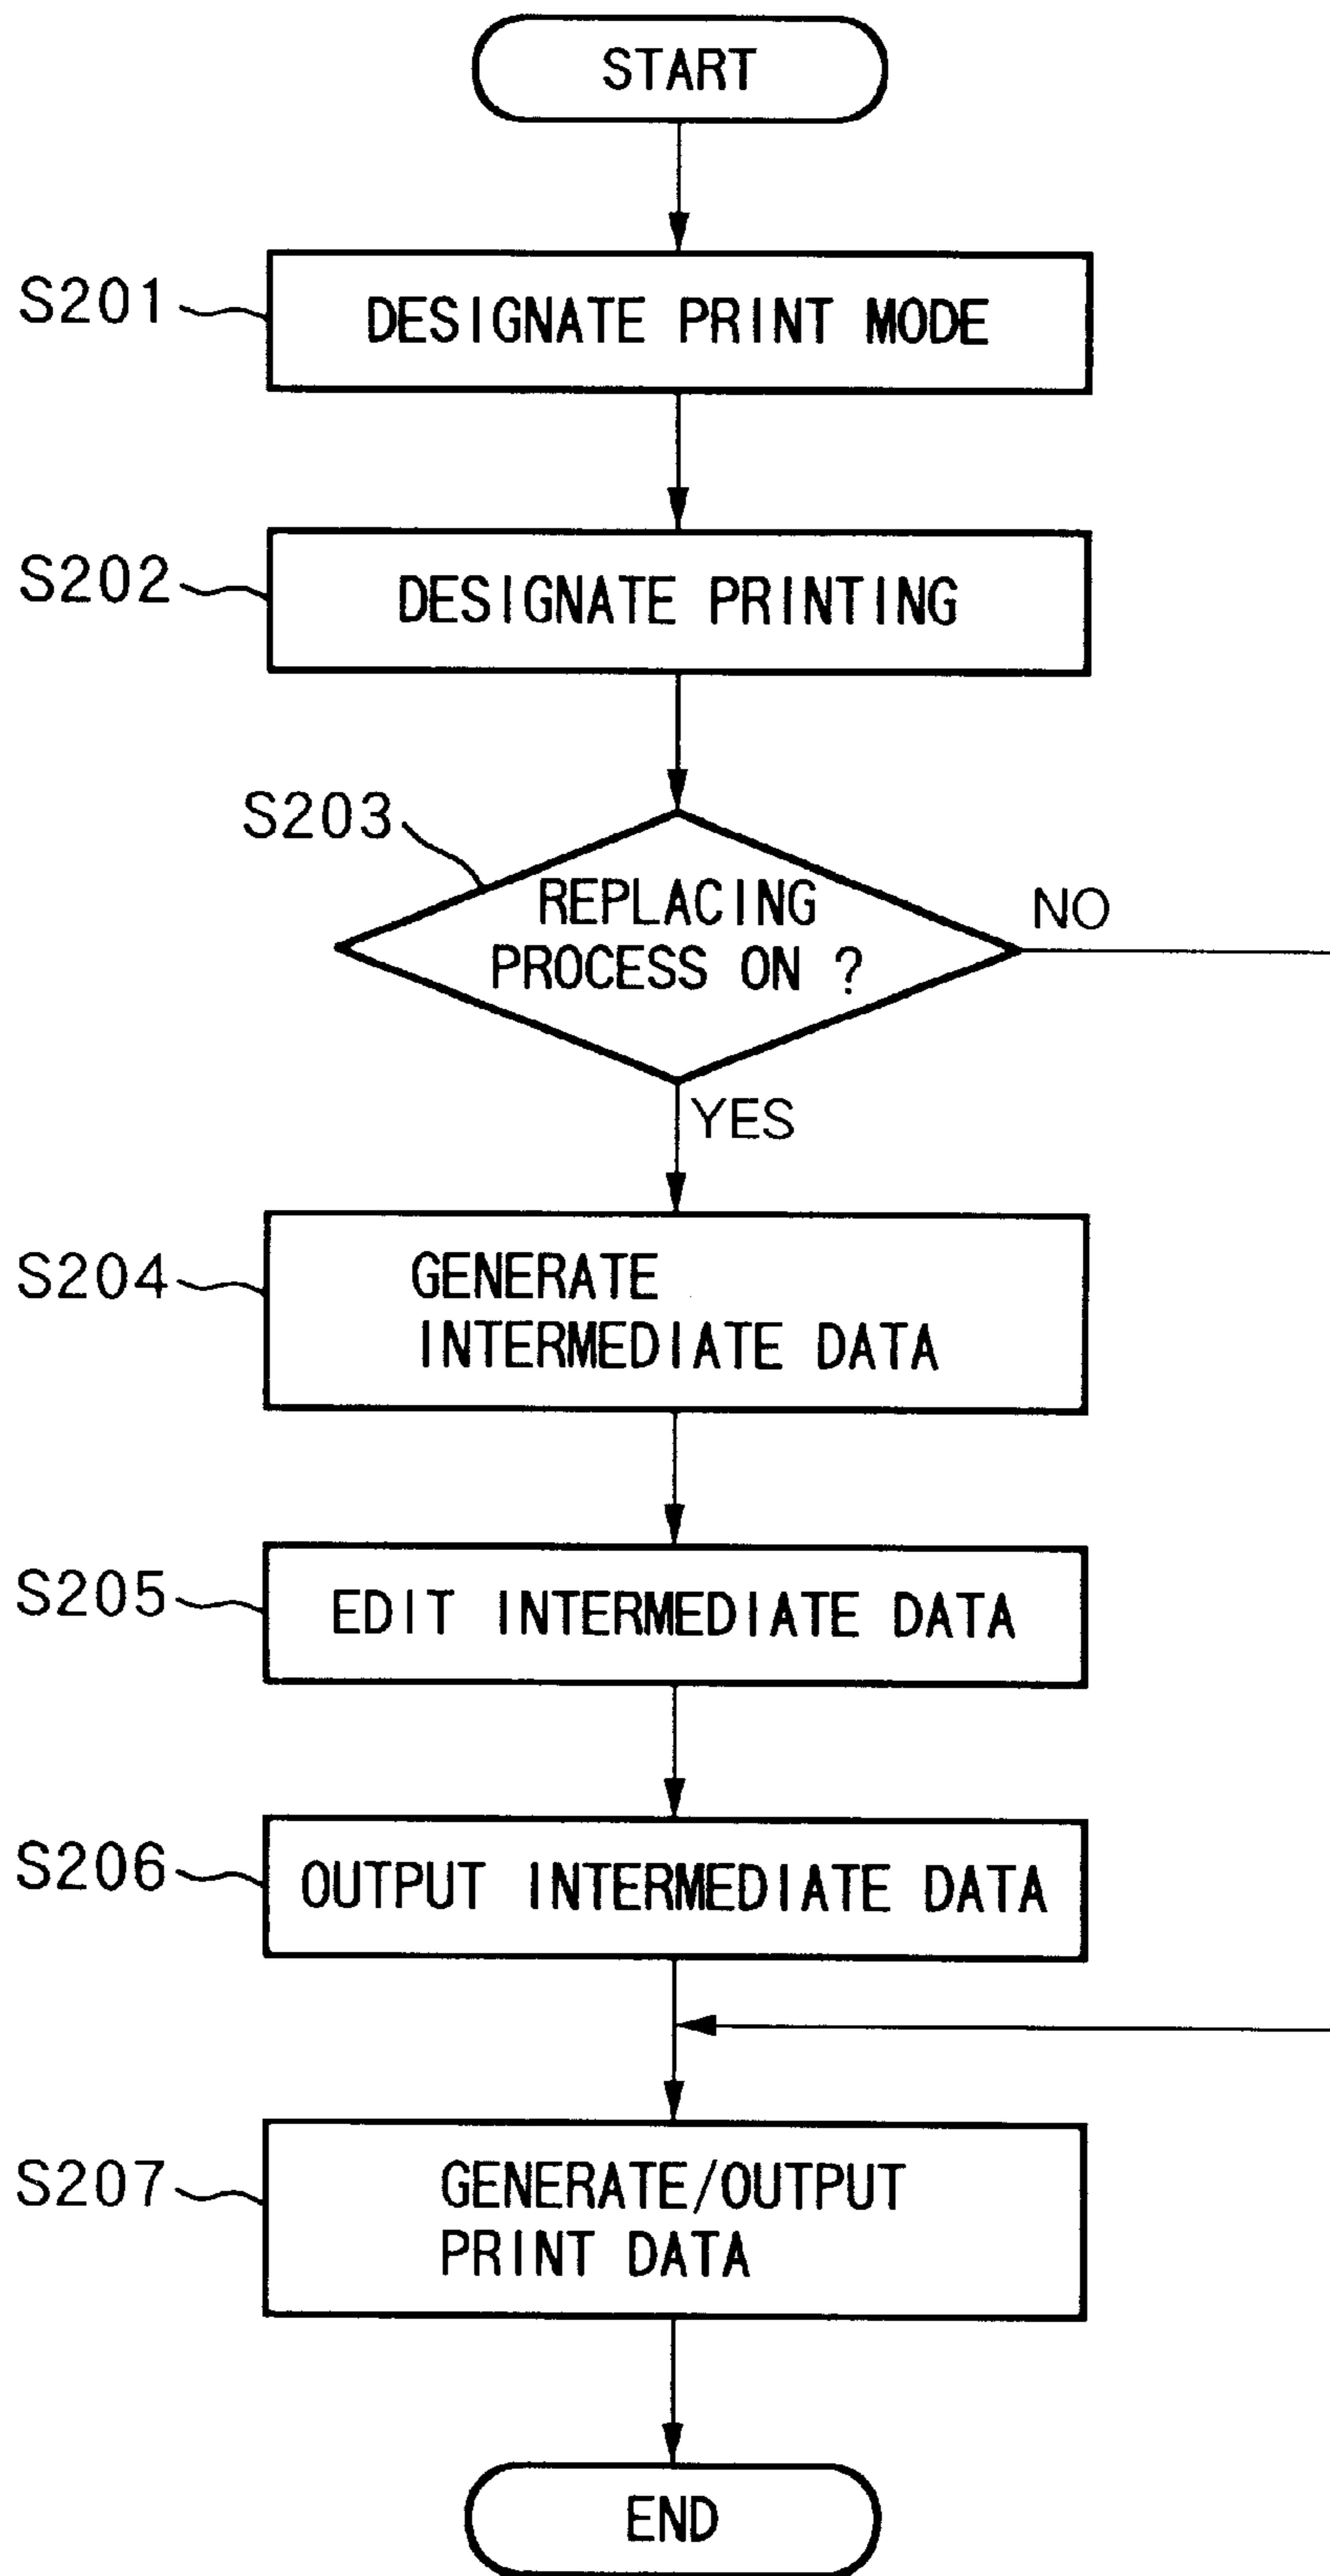 START
S201
DESIGNATE PRINT MODE
S202
DESIGNATE PRINTING
S203
REPLACING
PROCESS ON ?
NO
YES
S204
GENERATE
INTERMEDIATE DATA
S205
EDIT INTERMEDIATE DATA
S206
OUTPUT INTERMEDIATE DATA
S207
GENERATE/OUTPUT
PRINT DATA
END